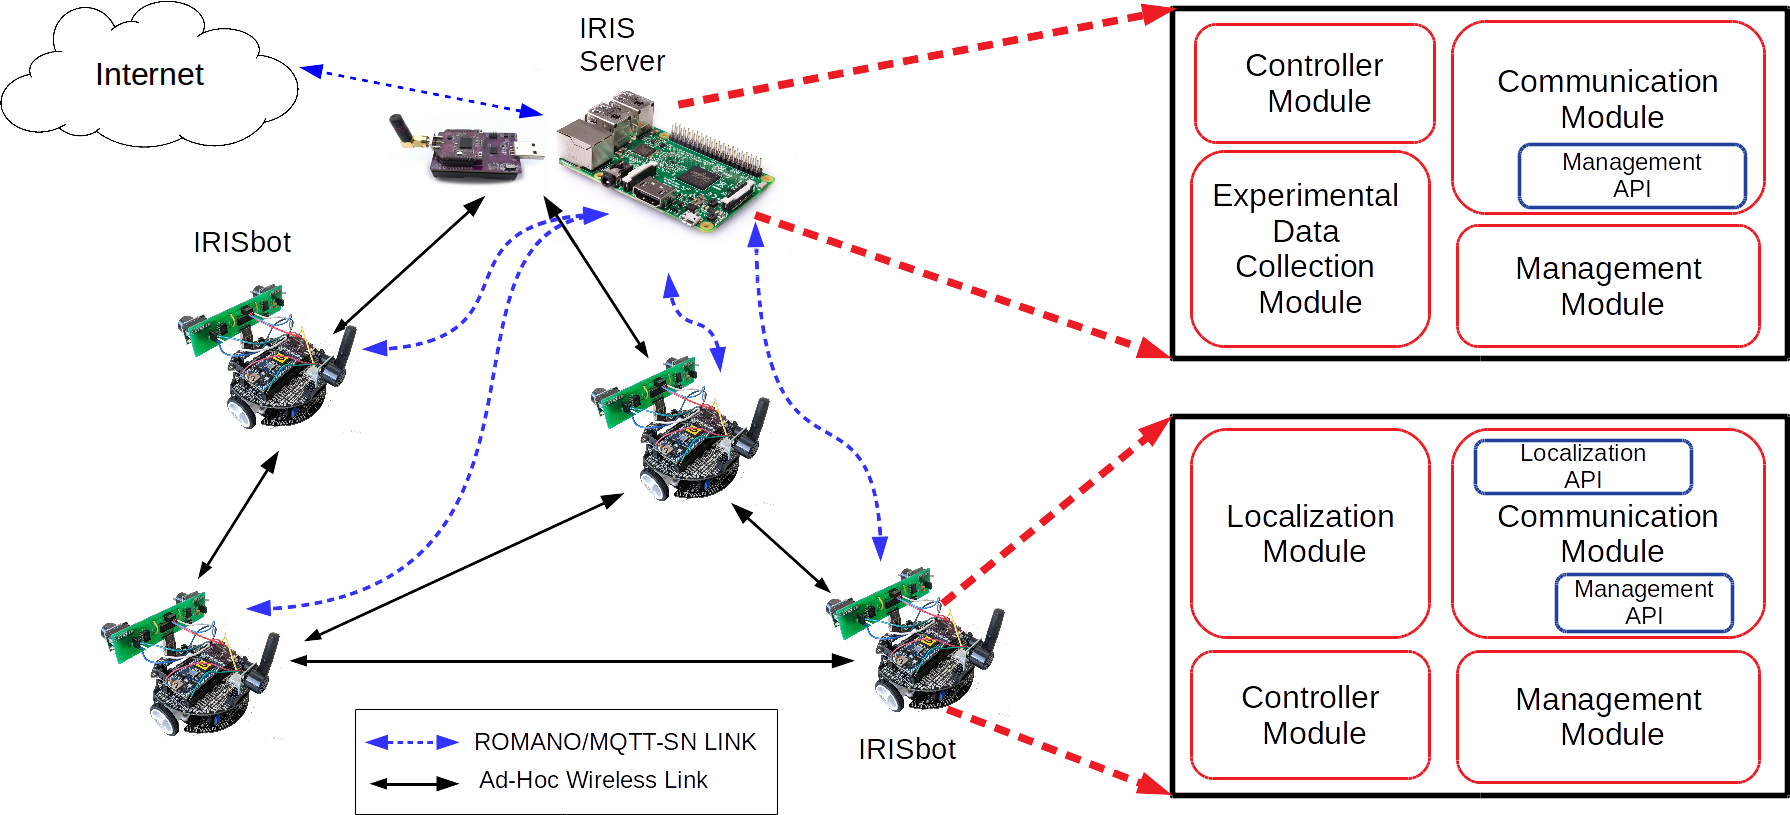 Internet
IRIS
Server
IRISbot
Controller
Module
Communication
Module
Management
API
Experimental
Data
Collection
Module
Management
Module
Localization
Module
Localization
API
Communication
Module
Management
API
Controller
Module
Management
Module
IRISbot
ROMANO/MQTT-SN LINK
Ad-Hoc Wireless Link